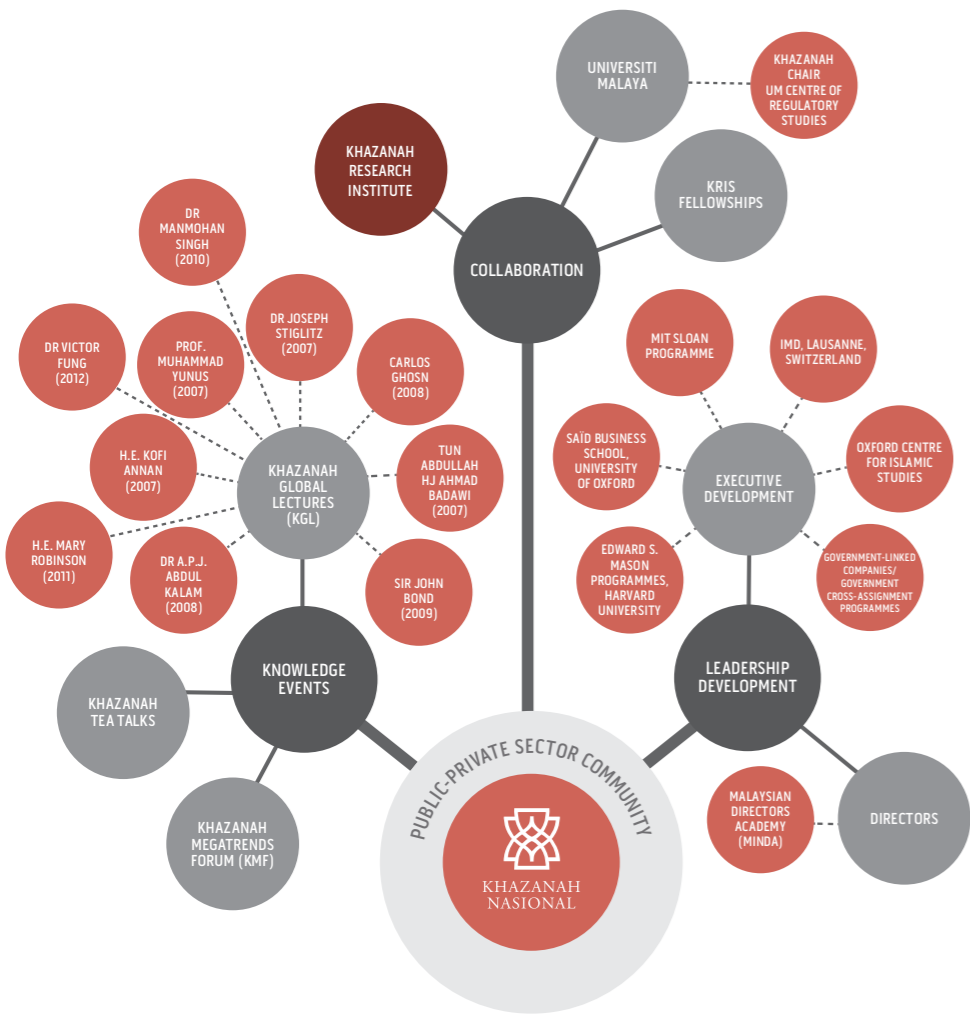 UNIVERSITI
MALAYA
KHAZANAH
CHAIR
UM CENTRE OF
REGULATORY
STUDIES
KHAZANAH
RESEARCH
INSTITUTE
KRIS
FELLOWSHIPS
COLLABORATION
DR
MANMOHAN
SINGH
(2010)
DR JOSEPH
STIGLITZ
(2007)
DR VICTOR
FUNG
(2012)
PROF.
MUHAMMAD
YUNUS
(2007)
CARLOS
GHOSN
(2008)
H.E. KOFI
ANNAN
(2007)
KHAZANAH
GLOBAL
LECTURES
(KGL)
TUN
ABDULLAH
HJ AHMAD
BADAWI
(2007)
H.E. MARY
ROBINSON
(2011)
DR A.P.J.
ABDUL
KALAM
(2008)
SIR JOHN
BOND
(2009)
MIT SLOAN
PROGRAMME
IMD, LAUSANNE,
SWITZERLAND
SAÏD BUSINESS
SCHOOL,
UNIVERSITY
OF OXFORD
EXECUTIVE
DEVELOPMENT
OXFORD CENTRE
FOR ISLAMIC
STUDIES
EDWARD S.
MASON
PROGRAMMES,
HARVARD
UNIVERSITY
GOVERNMENT-LINKED
COMPANIES/
GOVERNMENT
CROSS-ASSIGNMENT
PROGRAMMES
KNOWLEDGE
EVENTS
LEADERSHIP
DEVELOPMENT
KHAZANAH
TEA TALKS
KHAZANAH
MEGATRENDS
FORUM (KMF)
PUBLIC-PRIVATE SECTOR COMMUNITY
KHAZANAH
NASIONAL
MALAYSIAN
DIRECTORS
ACADEMY
(MINDA)
DIRECTORS